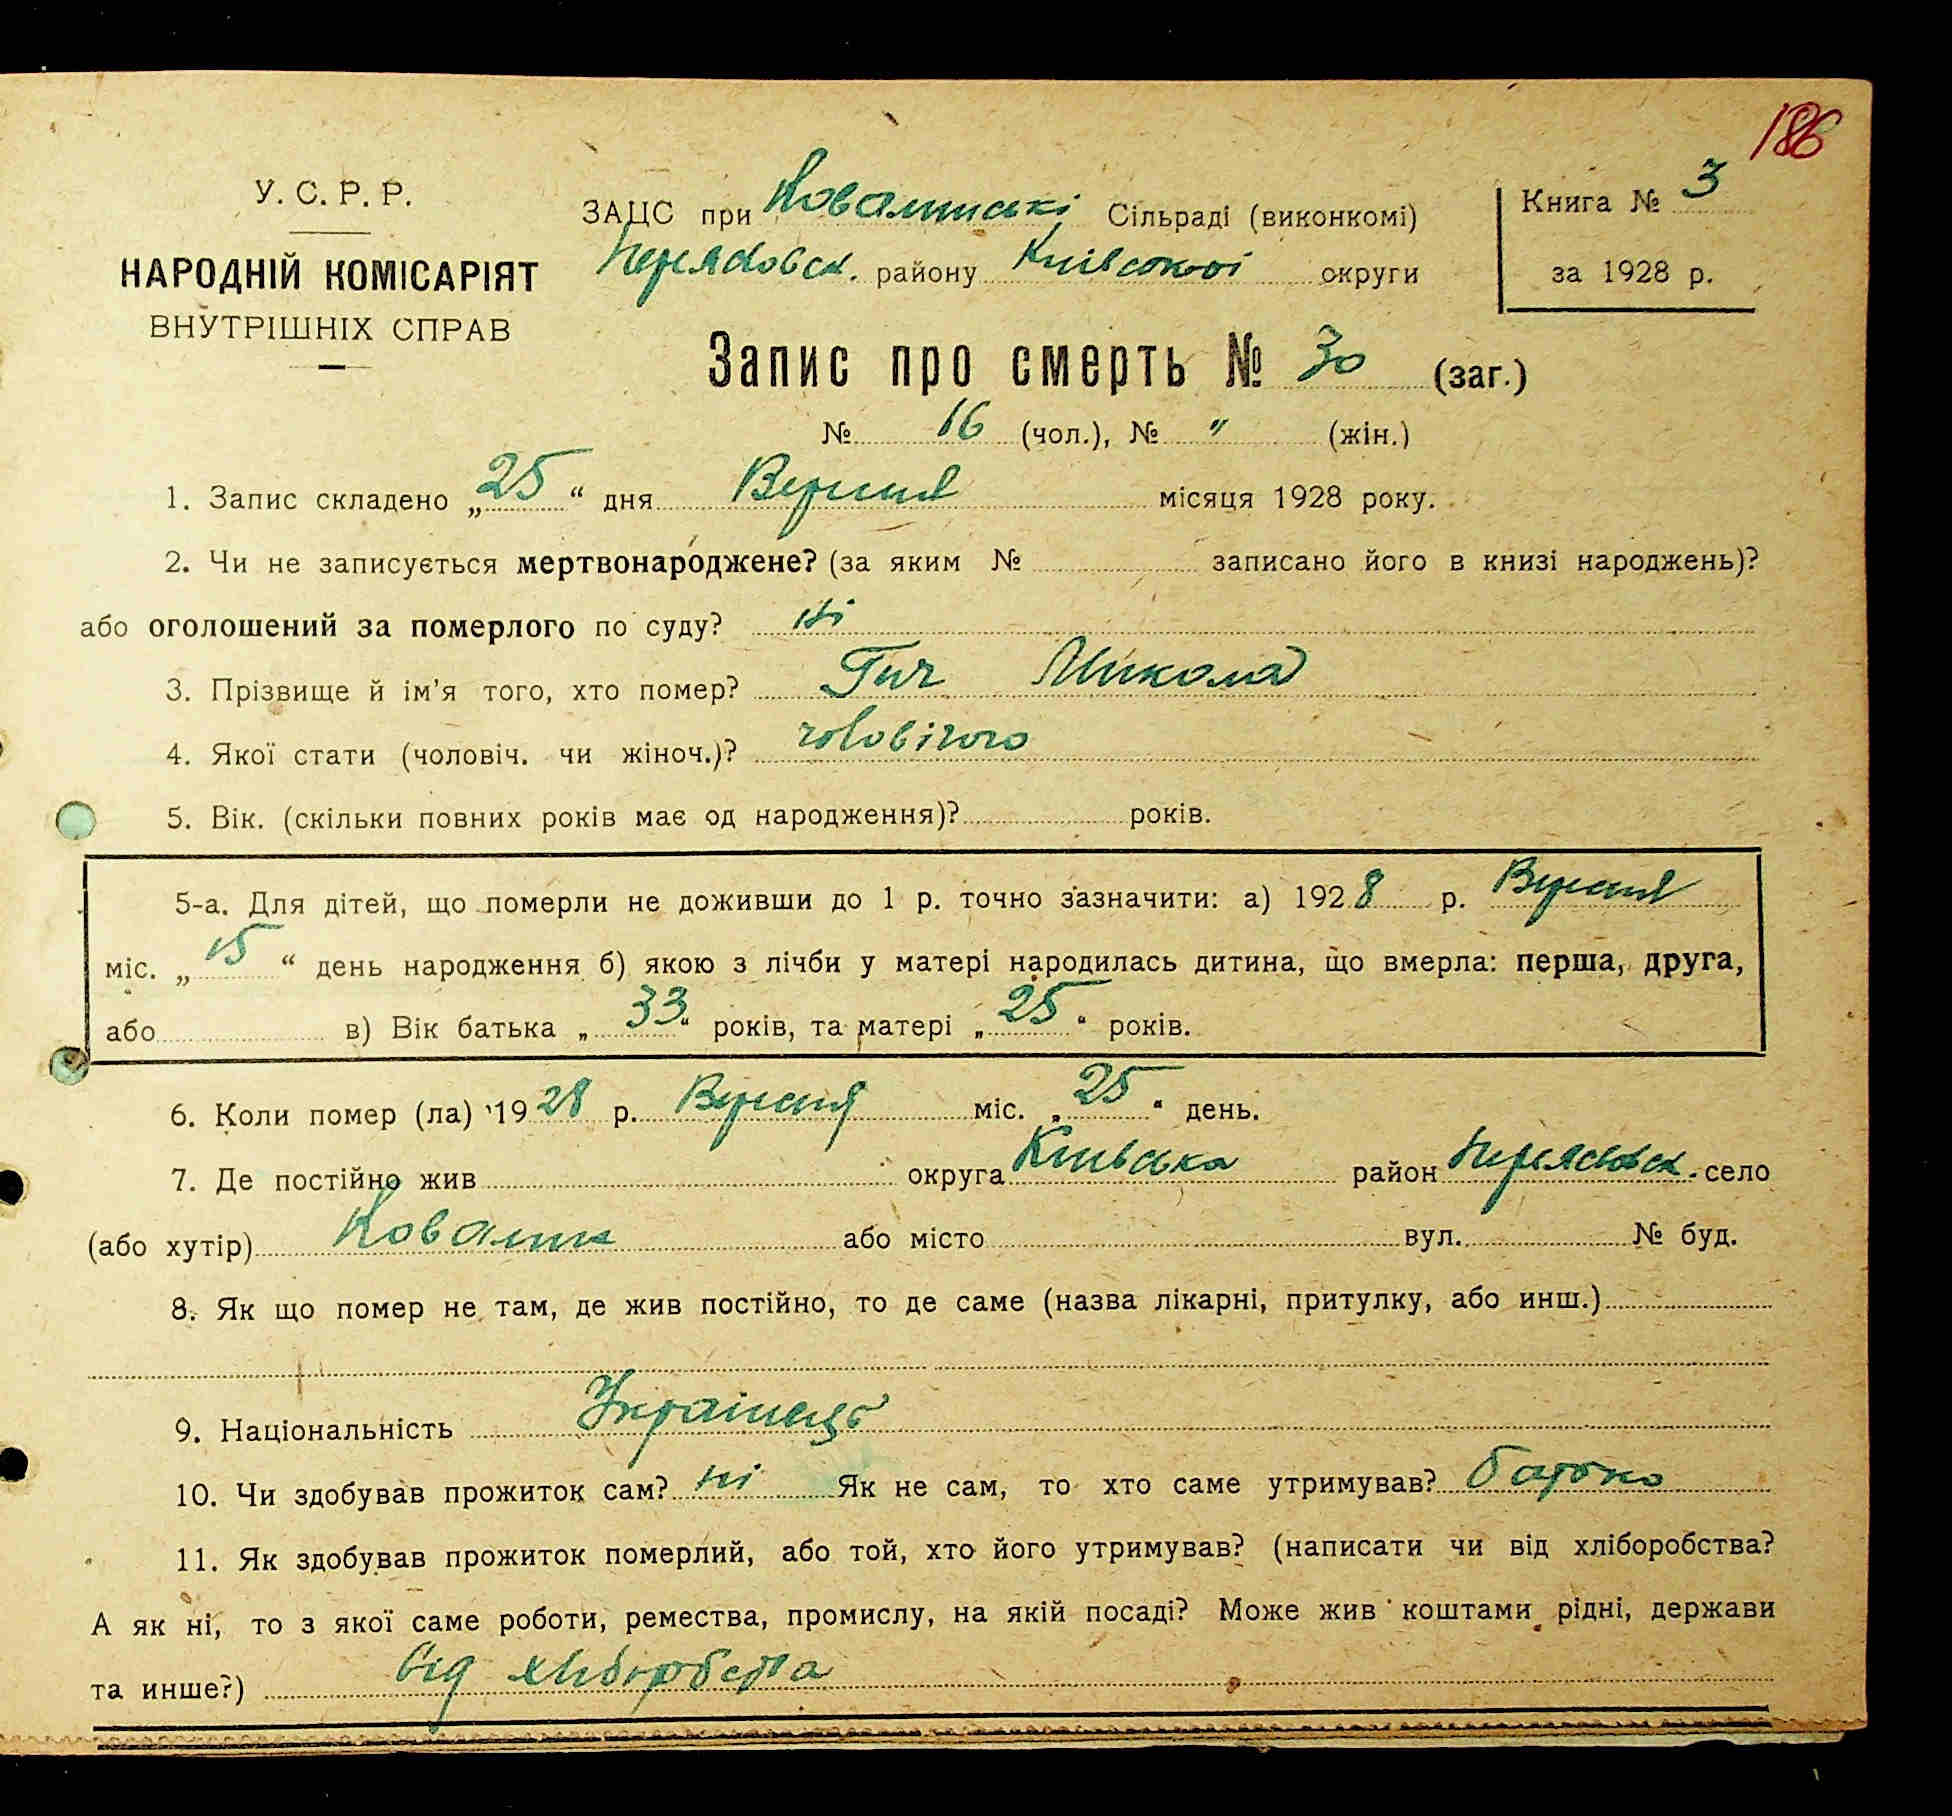 186
У. С. Р. Р.
НАРОДНІЙ КОМІСАРІЯТ
ВНУТРІШНІХ СПРАВ
ЗАЦС при Ковалинські Сільраді (виконкомі)
Переясловск. району Київської округи
Книга № 3
за 1928 р.
Запис про смерть № 30 (заг.)
№ 16 (чол.), № " (жін.)
1. Запис складено „25“ дня Вересня місяця 1928 року.
2. Чи не записується мертвонароджене? (за яким № записано його в книзі народжень)?
або оголошений за померлого по суду? ні
3. Прізвище й ім'я того, хто помер? Гич Микола
4. Якої стати (чоловіч. чи жіноч.)? чоловічого
5. Вік. (скільки повних років має од народження)? років.
5-а. Для дітей, що померли не доживши до 1 р. точно зазначити: а) 1928 р. Вересня
міс. „15“ день народження б) якою з лічби у матері народилась дитина, що вмерла: перша, друга,
або в) Вік батька „33“ років, та матері „25“ років.
6. Коли помер (ла) 1928 р. Вересня міс. „25“ день.
7. Де постійно жив округа Київська район Переясловск. село
(або хутір) Ковалин або місто вул. № буд.
8. Як що помер не там, де жив постійно, то де саме (назва лікарні, притулку, або инш.)
9. Національність Українець
10. Чи здобував прожиток сам? ні Як не сам, то хто саме утримував? батько
11. Як здобував прожиток померлий, або той, хто його утримував? (написати чи від хліборобства?
А як ні, то з якої саме роботи, ремества, промислу, на якій посаді? Може жив коштами рідні, держави
та инше?) від хліборобства